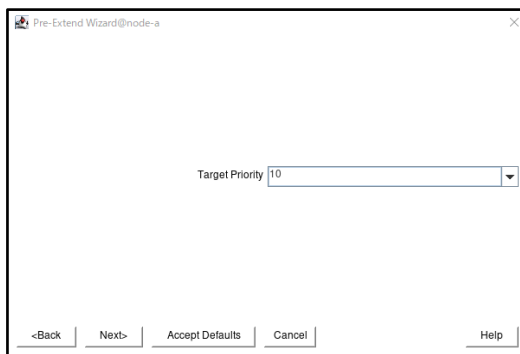 Pre-Extend Wizard@node-a
Target Priority 10
<Back Next> Accept Defaults Cancel Help